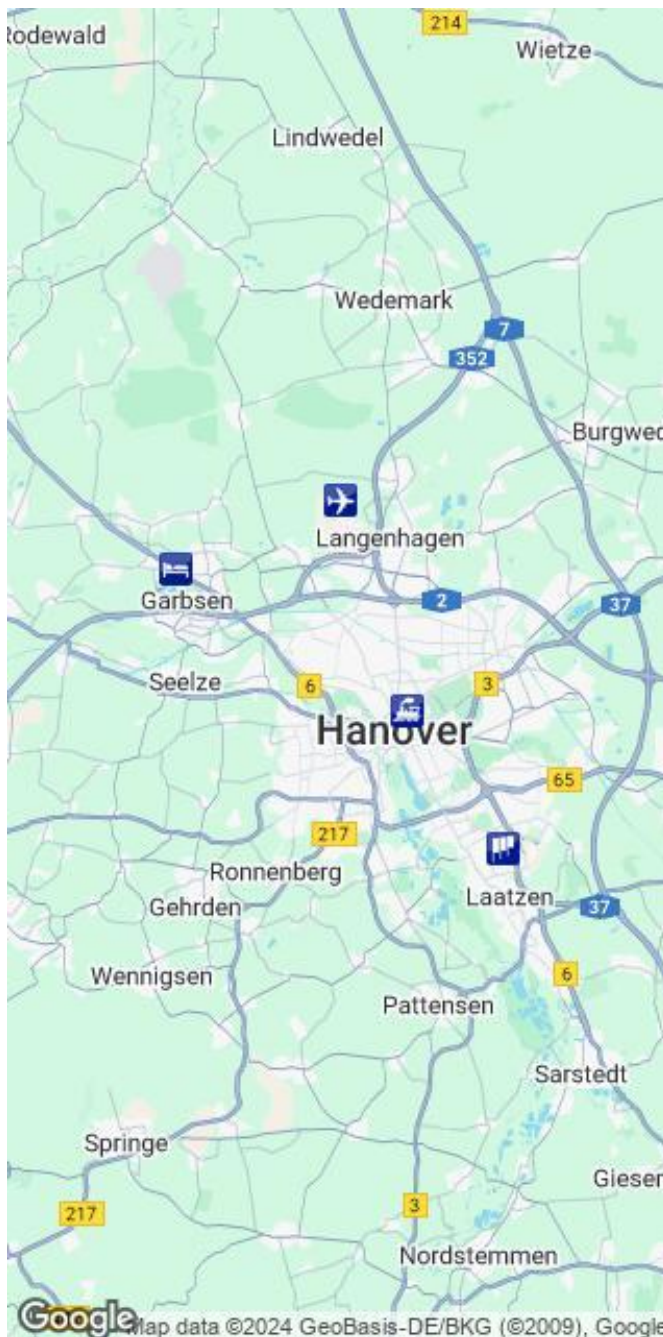 214
Rodewald
Wietze
Lindwedel
Wedemark
7
352
Burgwed
Langenhagen
Garbsen
2
37
Seelze
6
3
Hanover
65
217
Ronnenberg
Laatzen
Gehrden
37
Wennigsen
6
Pattensen
Sarstedt
Springe
Giesen
217
3
Nordstemmen
Google
Map data ©2024 GeoBasis-DE/BKG (©2009), Google